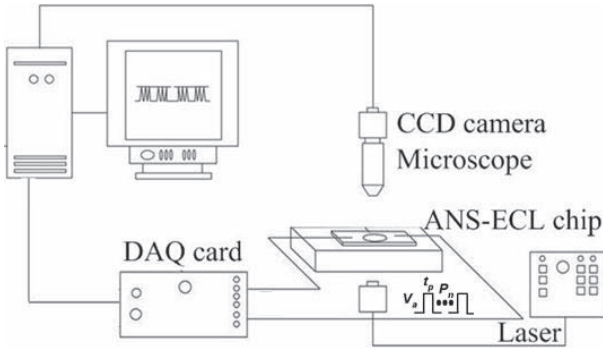 CCD camera
Microscope
ANS-ECL chip
DAQ card
tp Pn
Va
Laser